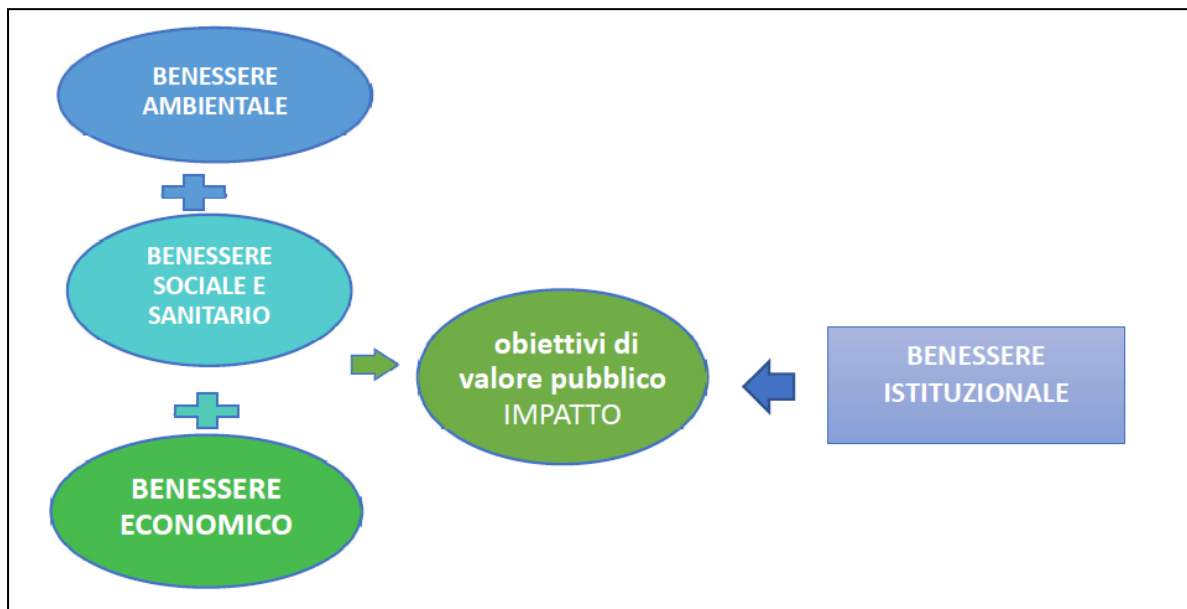 BENESSERE
AMBIENTALE
BENESSERE
SOCIALE E
SANITARIO
BENESSERE
ECONOMICO
obiettivi di
valore pubblico
IMPATTO
BENESSERE
ISTITUZIONALE